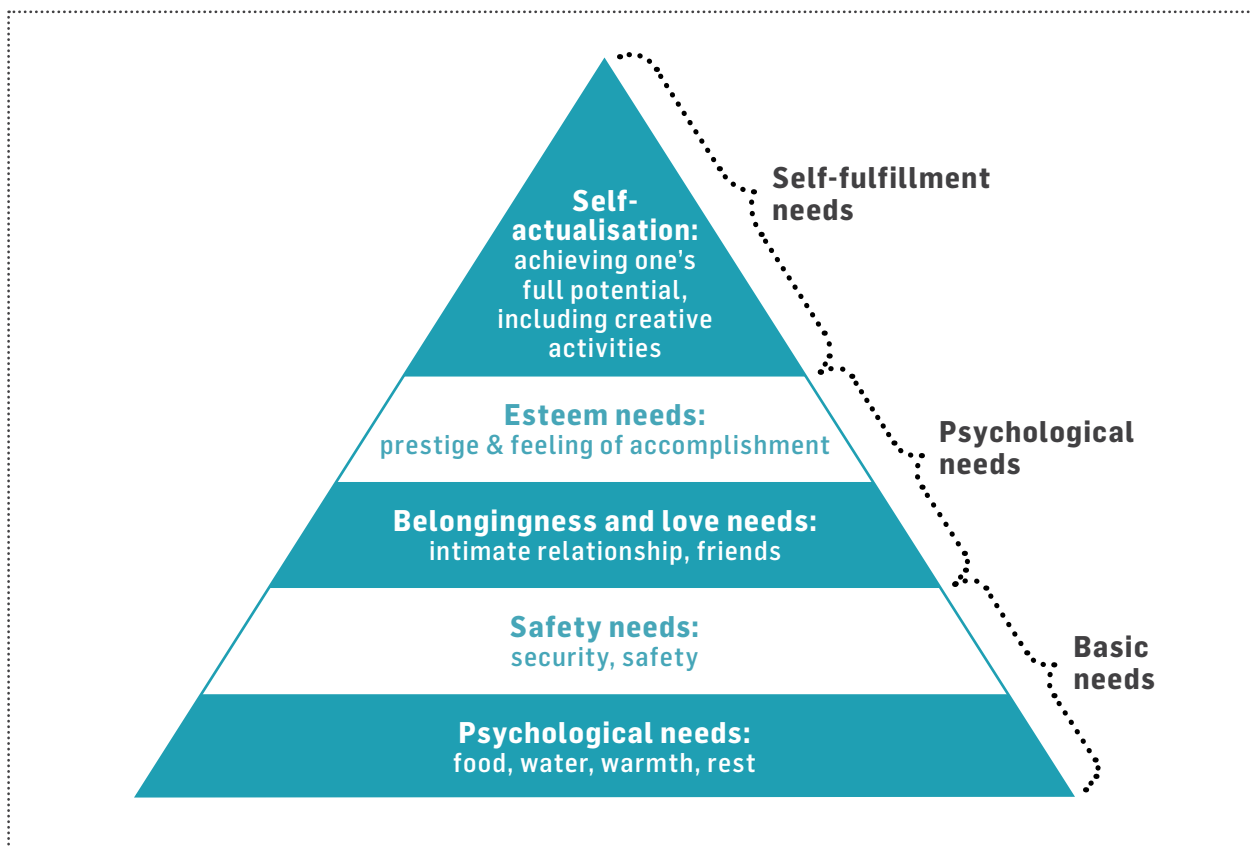 Self-fulfillment
needs
Self-
actualisation:
achieving one's
full potential,
including creative
activities
Esteem needs:
prestige & feeling of accomplishment
Psychological
needs
Belongingness and love needs:
intimate relationship, friends
Safety needs:
security, safety
Basic
needs
Psychological needs:
food, water, warmth, rest